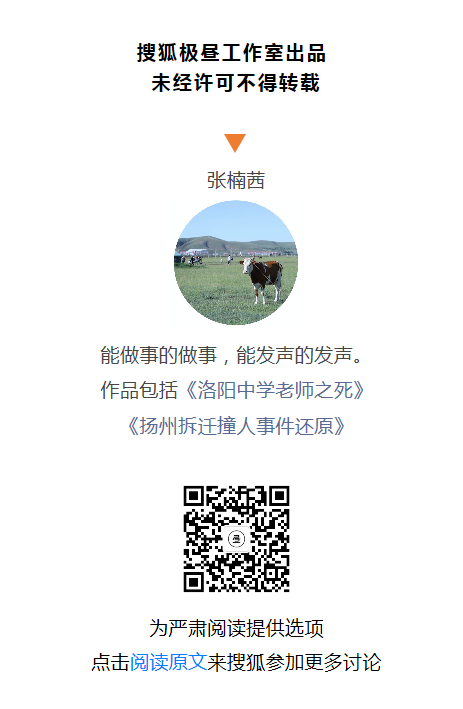 搜狐极昼工作室出品
未经许可不得转载
张楠茜
能做事的做事，能发声的发声。
作品包括《洛阳中学老师之死》
《扬州拆迁撞人事件还原》
昼
为严肃阅读提供选项
点击阅读原文来搜狐参加更多讨论